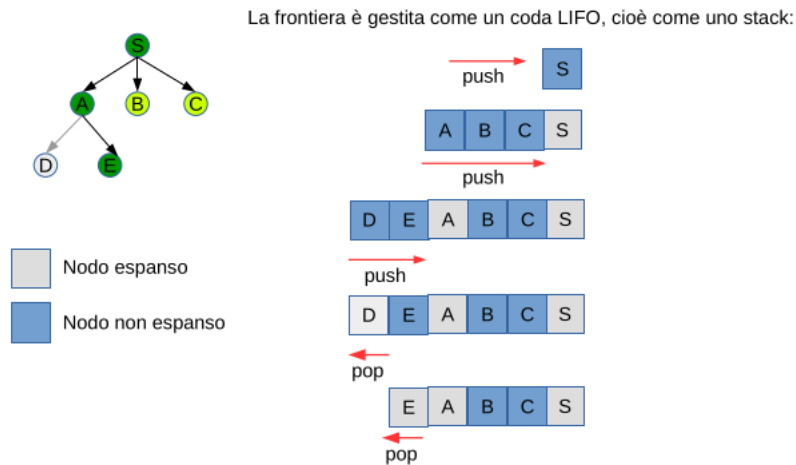 La frontiera è gestita come un coda LIFO, cioè come uno stack:
S
A B C
D E
push S
A B C S
push
D E A B C S
push
Nodo espanso
Nodo non espanso
D E A B C S
pop
E A B C S
pop